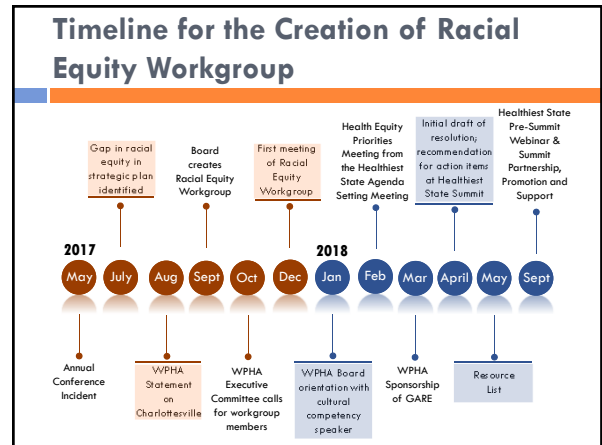 Timeline for the Creation of Racial
Equity Workgroup
Gap in racial
equity in
strategic plan
identified
Board
creates
Racial Equity
Workgroup
First meeting
of Racial
Equity
Workgroup
Health Equity
Priorities
Meeting from
the Healthiest
State Agenda
Setting Meeting
Initial draft of
resolution;
recommendation
for action items
at Healthiest
State Summit
Healthiest State
Pre-Summit
Webinar &
Summit
Partnership,
Promotion and
Support
2017
2018
May
July
Aug
Sept
Oct
Dec
Jan
Feb
Mar
April
May
Sept
Annual
Conference
Incident
WPHA
Statement
on
Charlottesville
WPHA
Executive
Committee calls
for workgroup
members
WPHA Board
orientation with
cultural
competency
speaker
WPHA
Sponsorship
of GARE
Resource
List